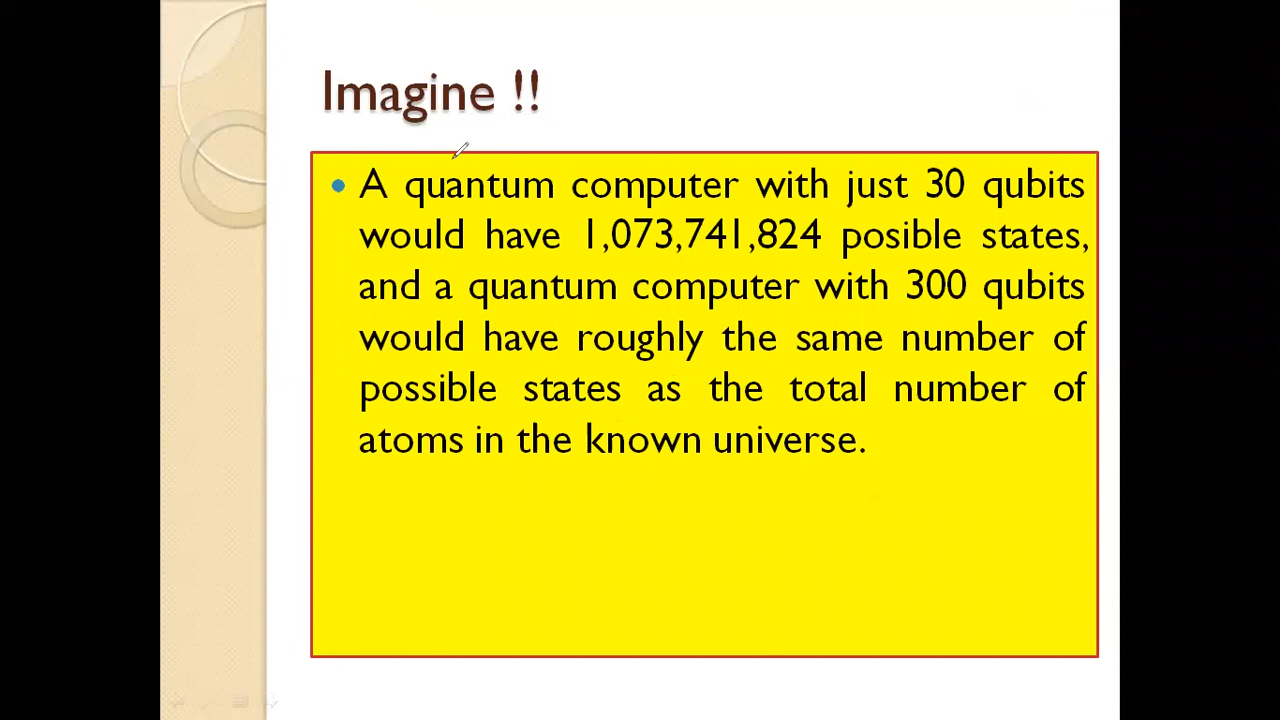 Imagine !!
• A quantum computer with just 30 qubits
would have 1,073,741,824 posible states,
and a quantum computer with 300 qubits
would have roughly the same number of
possible states as the total number of
atoms in the known universe.